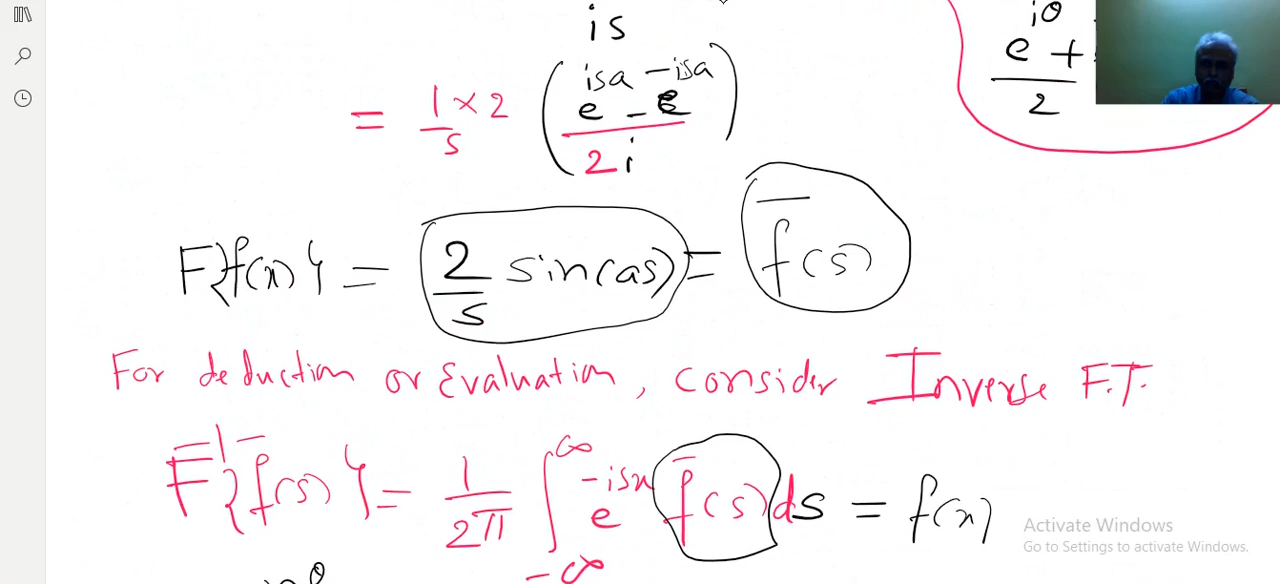 is
= 1/s × 2 ( (e^isa - e^-isa) / 2i )
e^iθ +
2
F{f(x)} = 2/s sin(as) = f̄(s)
For deduction or Evaluation, consider Inverse F.T.
F^-1{f̄(s)} = 1/2π ∫_-∞^∞ e^-isx f̄(s) ds = f(x)
Activate Windows
Go to Settings to activate Windows.